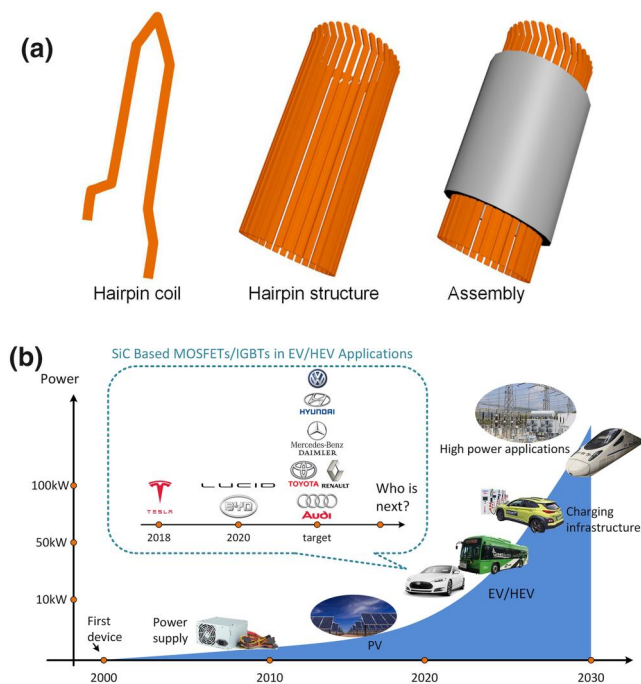 (a)
Hairpin coil
Hairpin structure
Assembly
(b)
SiC Based MOSFETs/IGBTs in EV/HEV Applications
Power
HYUNDAI
Mercedes-Benz
DAIMLER
TOYOTA
RENAULT
TESLA
LUCID
BYD
Audi
Who is
next?
2018
2020
target
High power applications
100kW
50kW
10kW
Charging
infrastructure
EV/HEV
First
device
Power
supply
PV
2000
2010
2020
2030